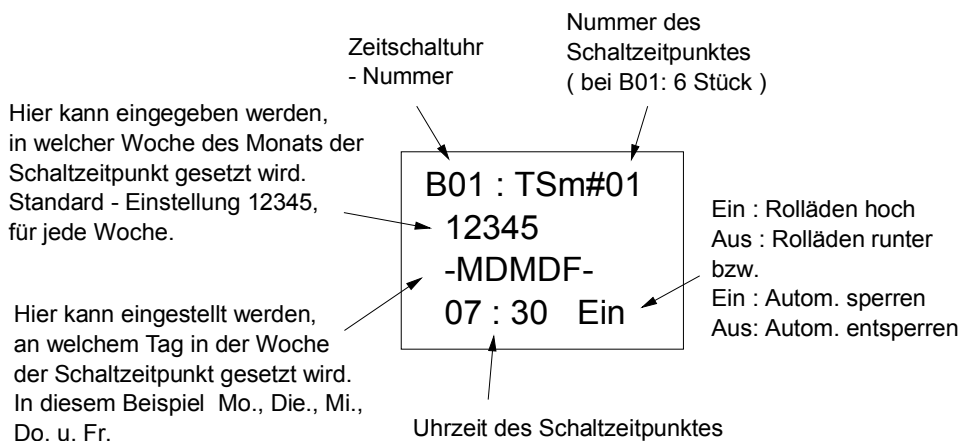 Zeitschaltuhr
- Nummer
Nummer des
Schaltzeitpunktes
( bei B01: 6 Stück )
Hier kann eingegeben werden,
in welcher Woche des Monats der
Schaltzeitpunkt gesetzt wird.
Standard - Einstellung 12345,
für jede Woche.
B01 : TSm#01
12345
-MDMDF-
07 : 30 Ein
Ein : Rolläden hoch
Aus : Rolläden runter
bzw.
Ein : Autom. sperren
Aus: Autom. entsperren
Hier kann eingestellt werden,
an welchem Tag in der Woche
der Schaltzeitpunkt gesetzt wird.
In diesem Beispiel Mo., Die., Mi.,
Do. u. Fr.
Uhrzeit des Schaltzeitpunktes